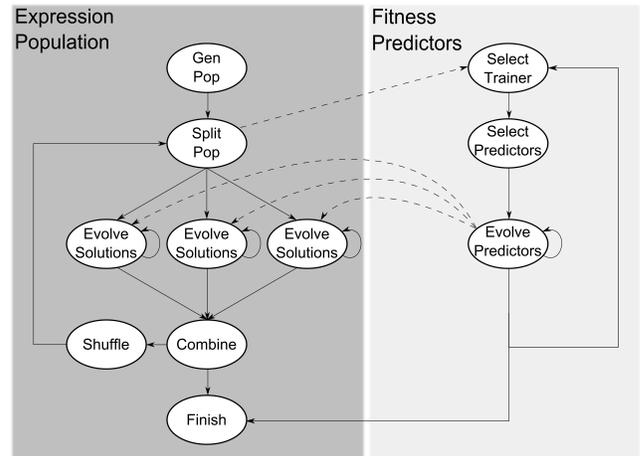 Expression
Population
Gen
Pop
Split
Pop
Evolve
Solutions
Evolve
Solutions
Evolve
Solutions
Shuffle
Combine
Finish
Fitness
Predictors
Select
Trainer
Select
Predictors
Evolve
Predictors